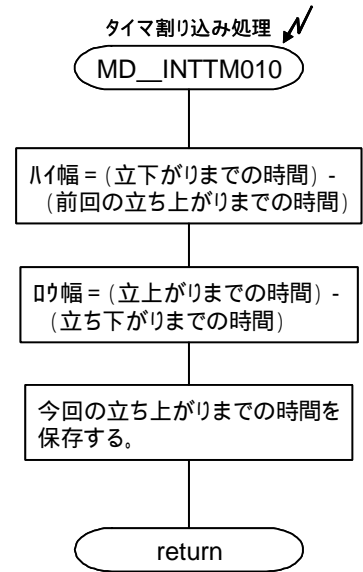 タイマ割り込み処理
MD__INTTM010
ﾊｲ幅 = (立下がりまでの時間) -
(前回の立ち上がりまでの時間)
ﾛｳ幅 = (立上がりまでの時間) -
(立ち下がりまでの時間)
今回の立ち上がりまでの時間を
保存する。
return